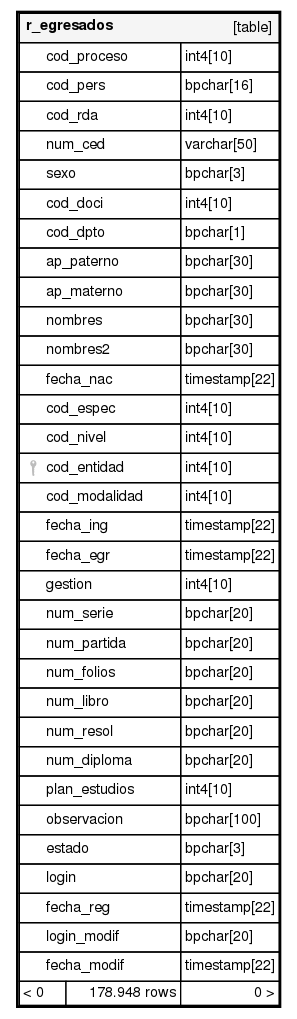 r_egresados [table]
cod_proceso int4[10]
cod_pers bpchar[16]
cod_rda int4[10]
num_ced varchar[50]
sexo bpchar[3]
cod_doci int4[10]
cod_dpto bpchar[1]
ap_paterno bpchar[30]
ap_materno bpchar[30]
nombres bpchar[30]
nombres2 bpchar[30]
fecha_nac timestamp[22]
cod_espec int4[10]
cod_nivel int4[10]
cod_entidad int4[10]
cod_modalidad int4[10]
fecha_ing timestamp[22]
fecha_egr timestamp[22]
gestion int4[10]
num_serie bpchar[20]
num_partida bpchar[20]
num_folios bpchar[20]
num_libro bpchar[20]
num_resol bpchar[20]
num_diploma bpchar[20]
plan_estudios int4[10]
observacion bpchar[100]
estado bpchar[3]
login bpchar[20]
fecha_reg timestamp[22]
login_modif bpchar[20]
fecha_modif timestamp[22]
< 0 178.948 rows 0 >